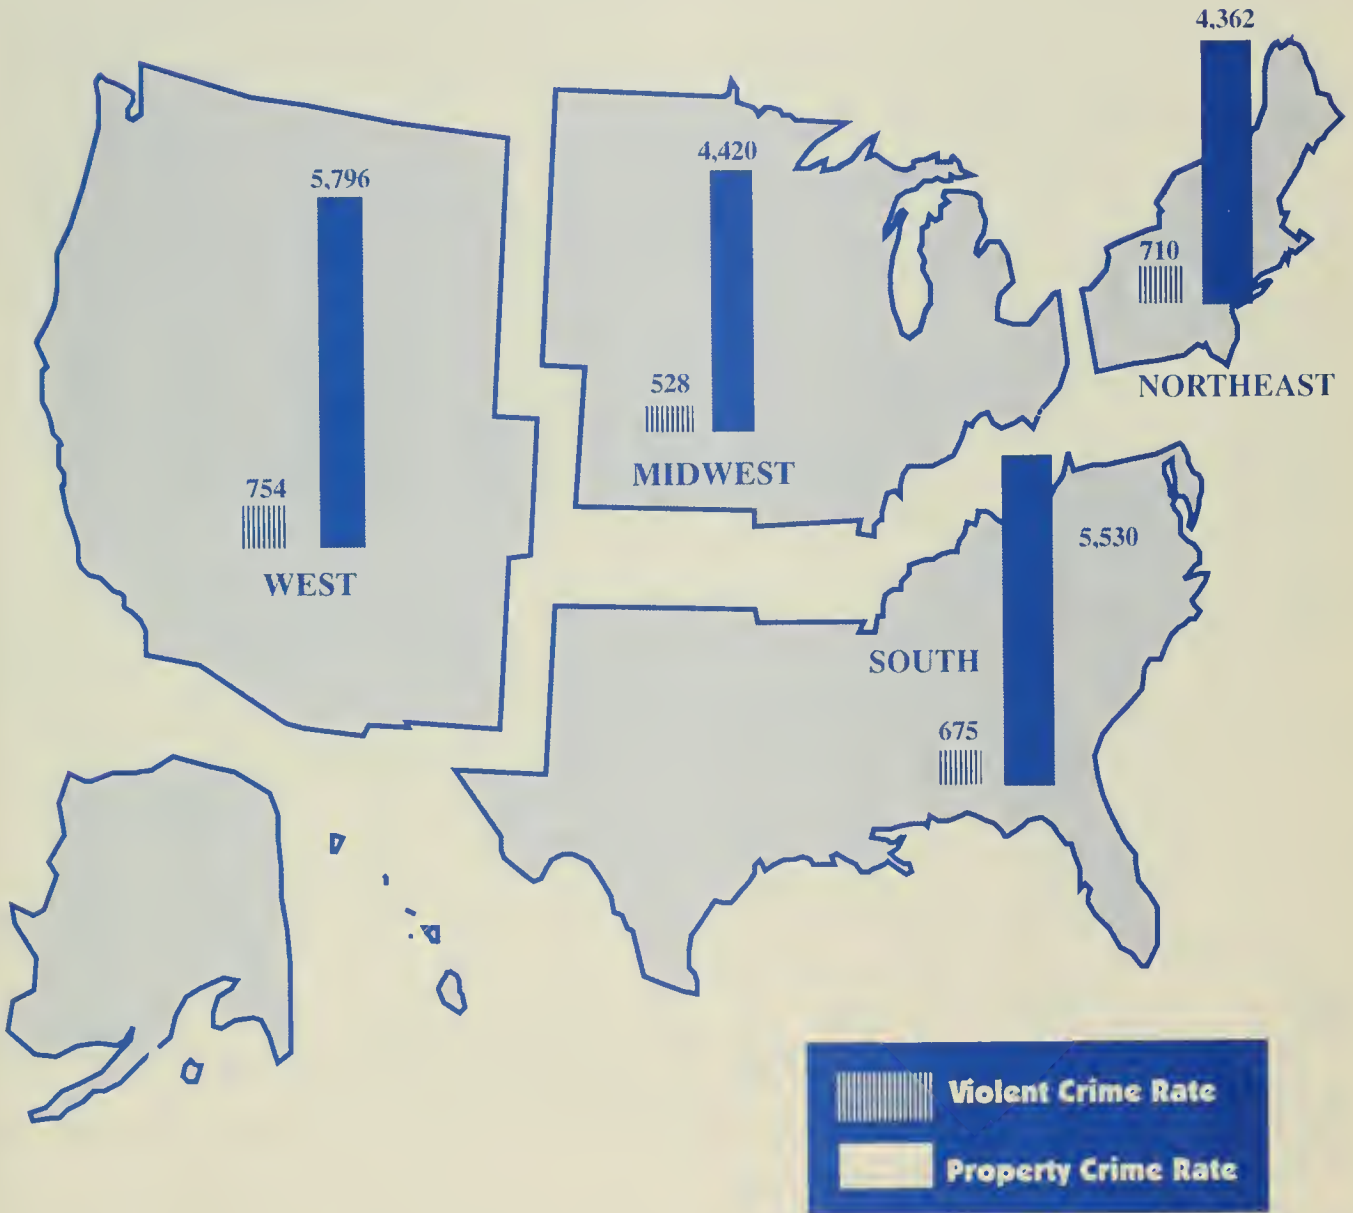 4,362
4,420
5,796
710
528
NORTHEAST
MIDWEST
754
5,530
WEST
SOUTH
675
Violent Crime Rate
Property Crime Rate